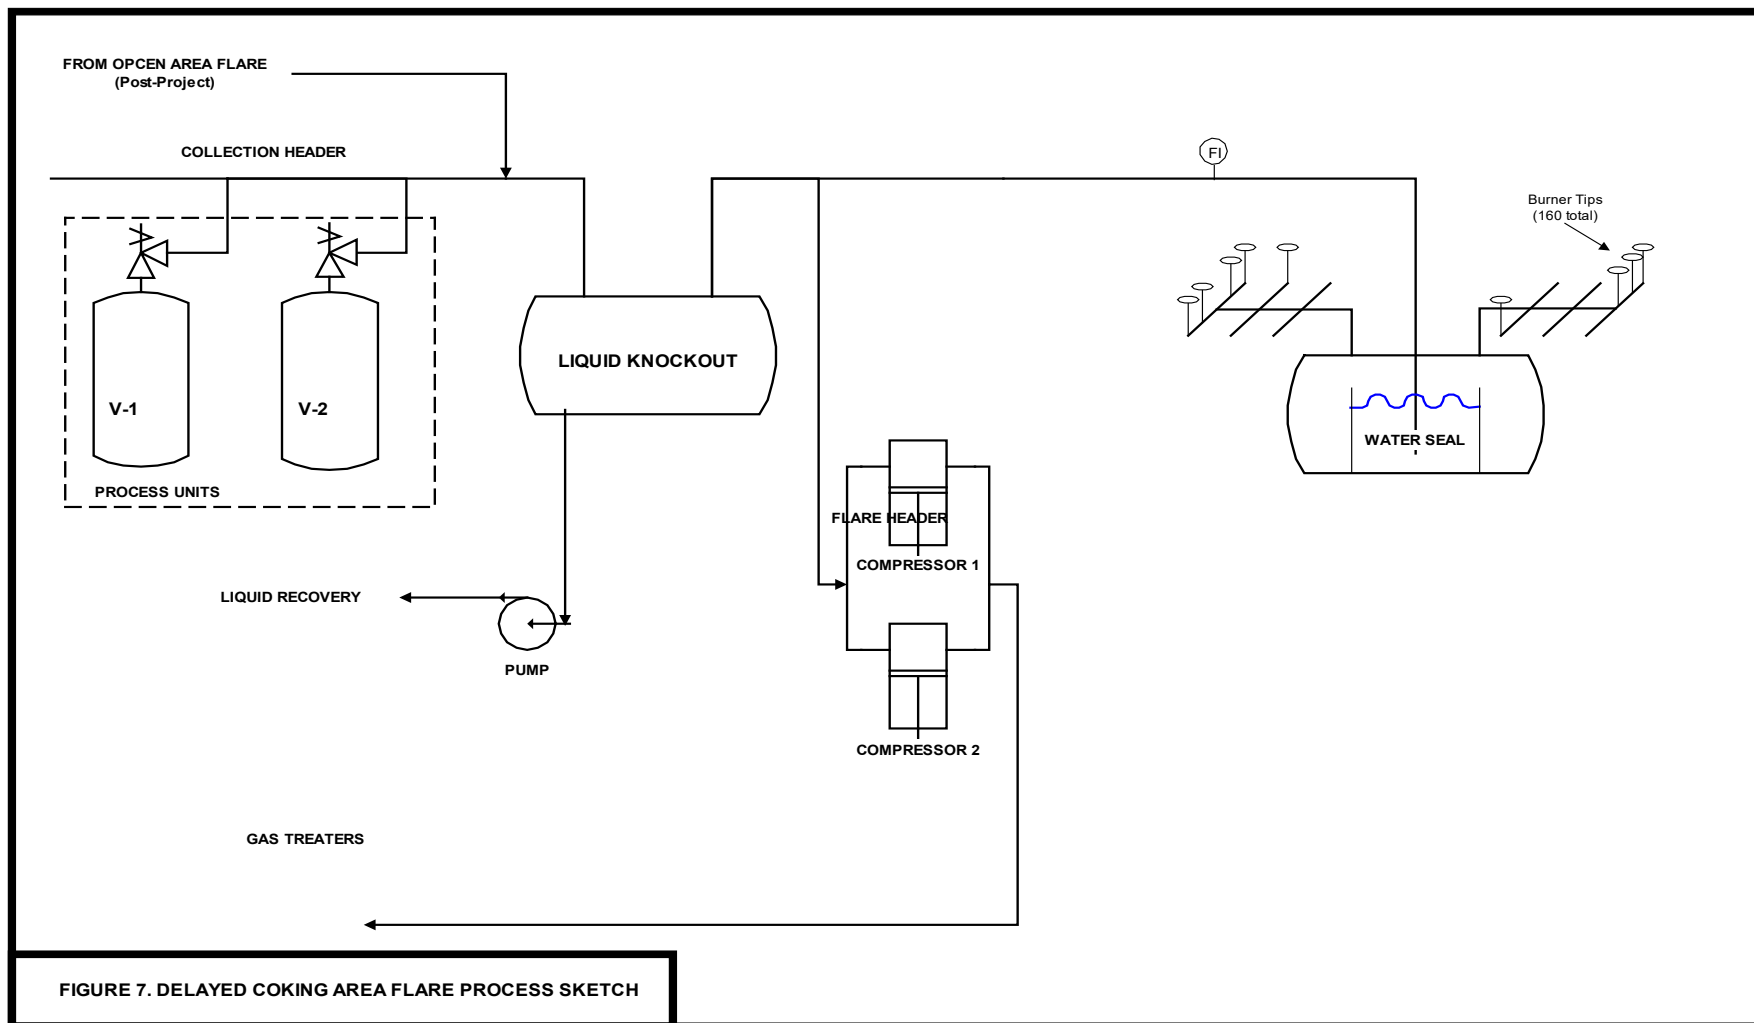 FROM OPCEN AREA FLARE
(Post-Project)
COLLECTION HEADER
FI
Burner Tips
(160 total)
LIQUID KNOCKOUT
V-1
V-2
WATER SEAL
PROCESS UNITS
FLARE HEADER
COMPRESSOR 1
LIQUID RECOVERY
PUMP
COMPRESSOR 2
GAS TREATERS
FIGURE 7. DELAYED COKING AREA FLARE PROCESS SKETCH